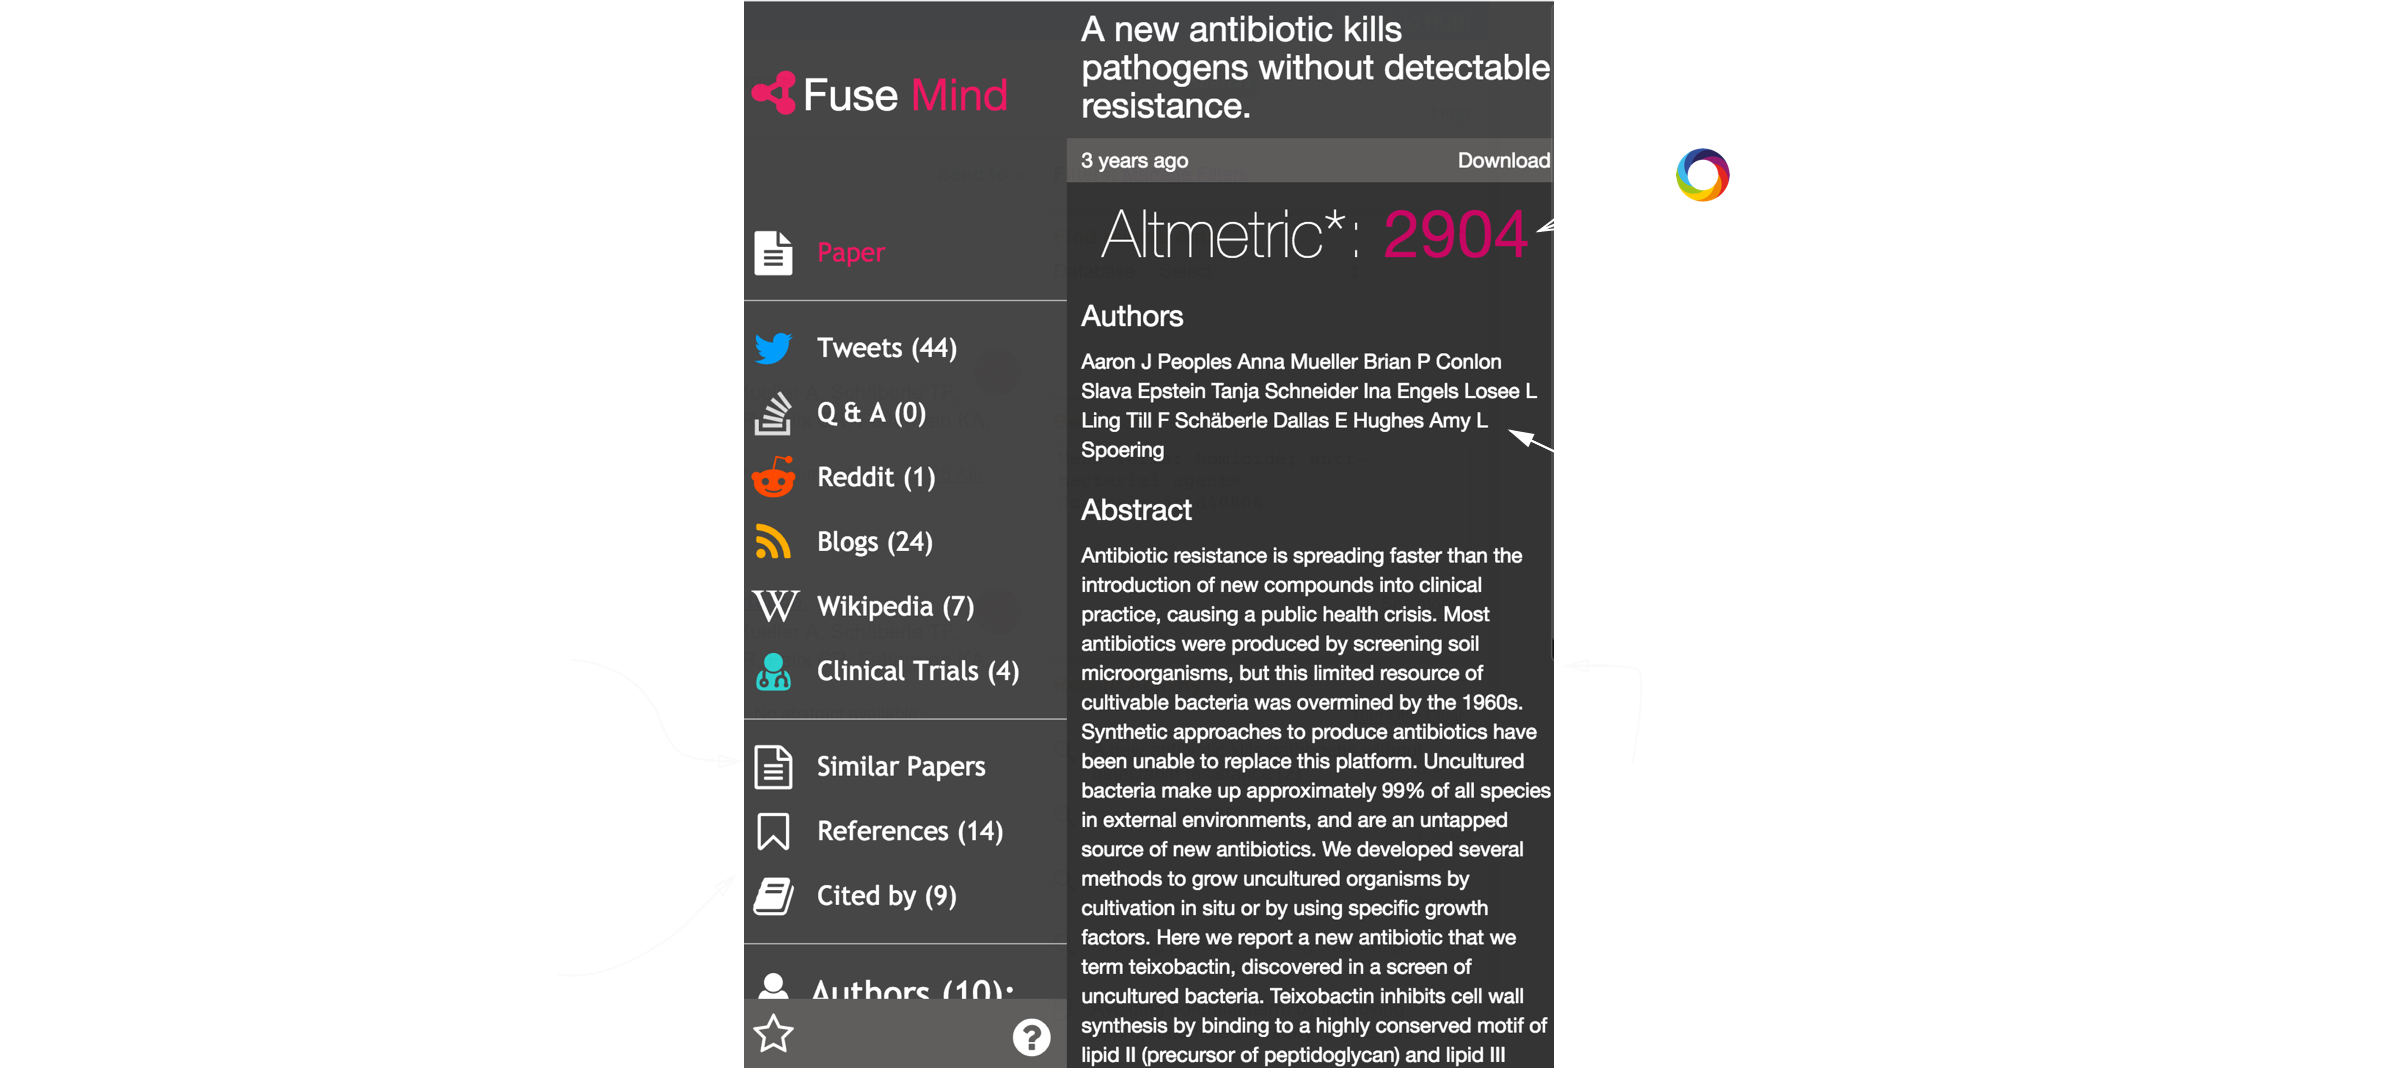 Fuse Mind
Paper
Tweets (44)
Q & A (0)
Reddit (1)
Blogs (24)
Wikipedia (7)
Clinical Trials (4)
Similar Papers
References (14)
Cited by (9)
Authors (10):
A new antibiotic kills
pathogens without detectable
resistance.
3 years ago
Download
Altmetric*: 2904
Authors
Aaron J Peoples Anna Mueller Brian P Conlon
Slava Epstein Tanja Schneider Ina Engels Losee L
Ling Till F Schäberle Dallas E Hughes Amy L
Spoering
Abstract
Antibiotic resistance is spreading faster than the
introduction of new compounds into clinical
practice, causing a public health crisis. Most
antibiotics were produced by screening soil
microorganisms, but this limited resource of
cultivable bacteria was overmined by the 1960s.
Synthetic approaches to produce antibiotics have
been unable to replace this platform. Uncultured
bacteria make up approximately 99% of all species
in external environments, and are an untapped
source of new antibiotics. We developed several
methods to grow uncultured organisms by
cultivation in situ or by using specific growth
factors. Here we report a new antibiotic that we
term teixobactin, discovered in a screen of
uncultured bacteria. Teixobactin inhibits cell wall
synthesis by binding to a highly conserved motif of
lipid II (precursor of peptidoglycan) and lipid III